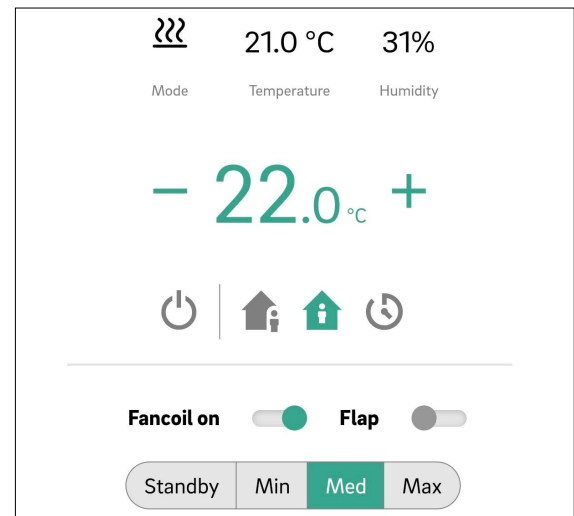 21.0 °C 31%
Mode Temperature Humidity
− 22.0 °C +
Fancoil on Flap
Standby Min Med Max